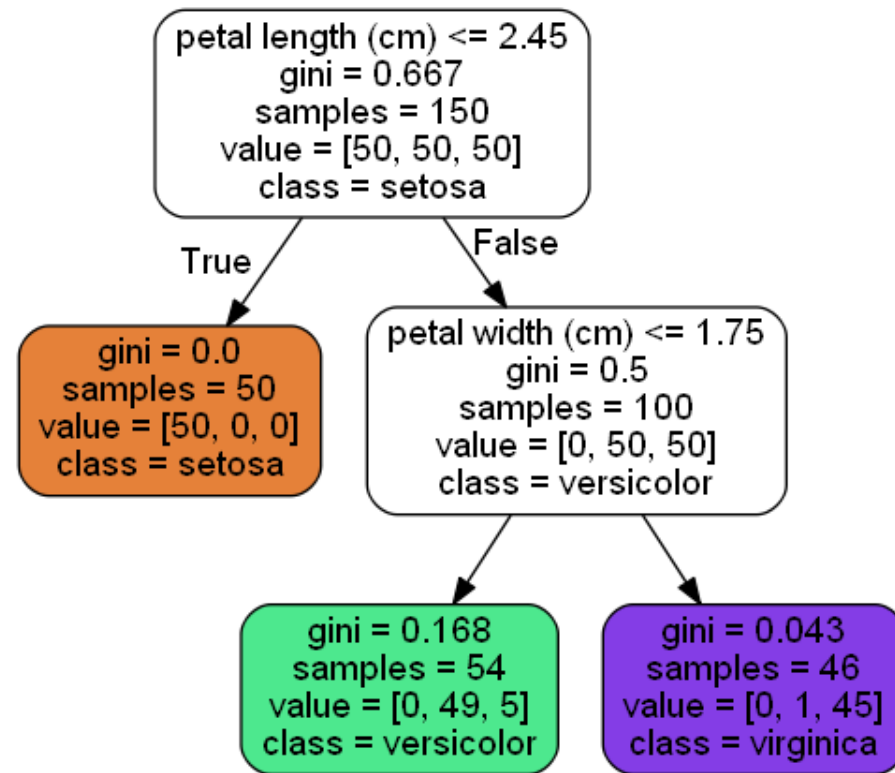 petal length (cm) <= 2.45
gini = 0.667
samples = 150
value = [50, 50, 50]
class = setosa
True
False
gini = 0.0
samples = 50
value = [50, 0, 0]
class = setosa
petal width (cm) <= 1.75
gini = 0.5
samples = 100
value = [0, 50, 50]
class = versicolor
gini = 0.168
samples = 54
value = [0, 49, 5]
class = versicolor
gini = 0.043
samples = 46
value = [0, 1, 45]
class = virginica